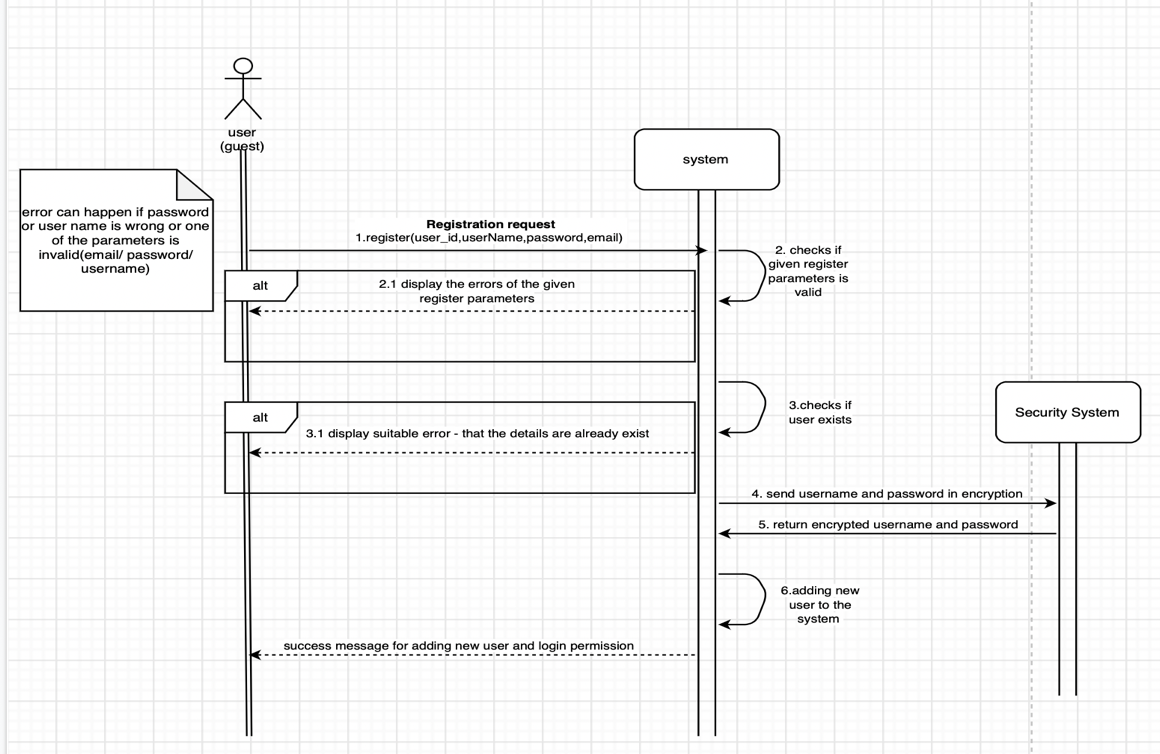 user
(guest)
system
error can happen if password
or user name is wrong or one
of the parameters is
invalid(email/ password/
username)
Registration request
1.register(user_id,userName,password,email)
2. checks if
given register
parameters is
valid
alt
2.1 display the errors of the given
register parameters
3.checks if
user exists
Security System
alt
3.1 display suitable error - that the details are already exist
4. send username and password in encryption
5. return encrypted username and password
6.adding new
user to the
system
success message for adding new user and login permission